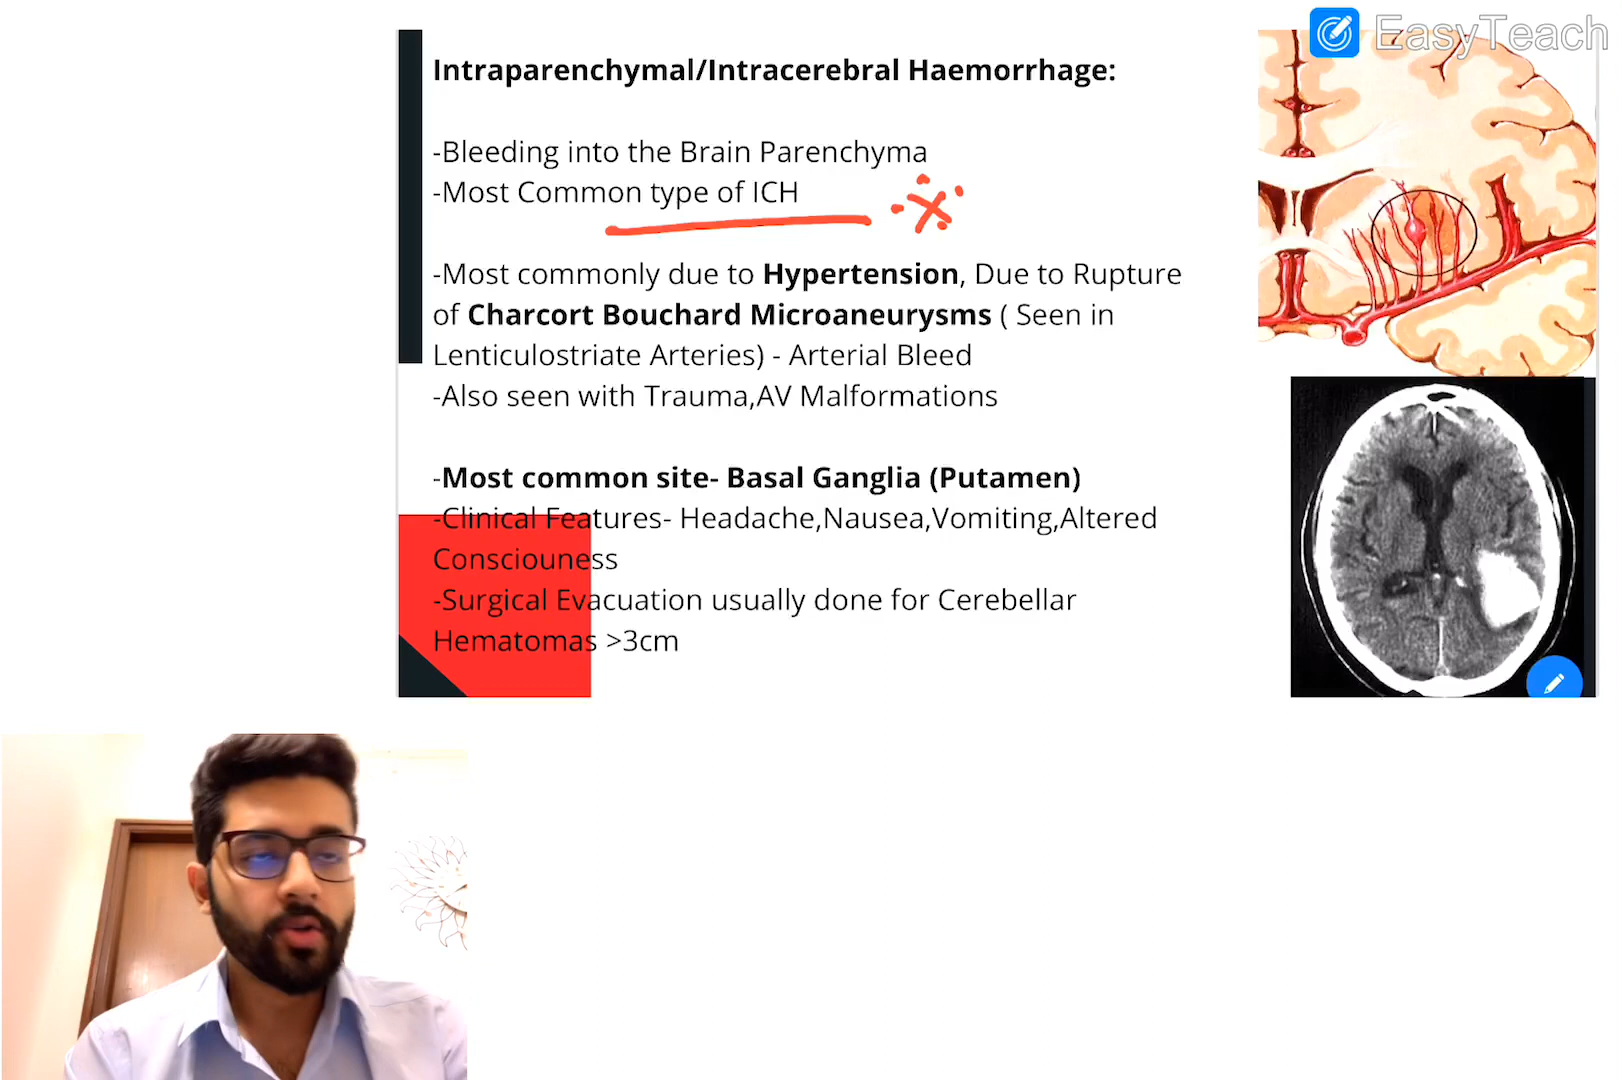 EasyTeach
Intraparenchymal/Intracerebral Haemorrhage:
-Bleeding into the Brain Parenchyma
-Most Common type of ICH
-Most commonly due to Hypertension, Due to Rupture
of Charcort Bouchard Microaneurysms ( Seen in
Lenticulostriate Arteries) - Arterial Bleed
-Also seen with Trauma,AV Malformations
-Most common site- Basal Ganglia (Putamen)
-Clinical Features- Headache,Nausea,Vomiting,Altered
Consciouness
-Surgical Evacuation usually done for Cerebellar
Hematomas >3cm